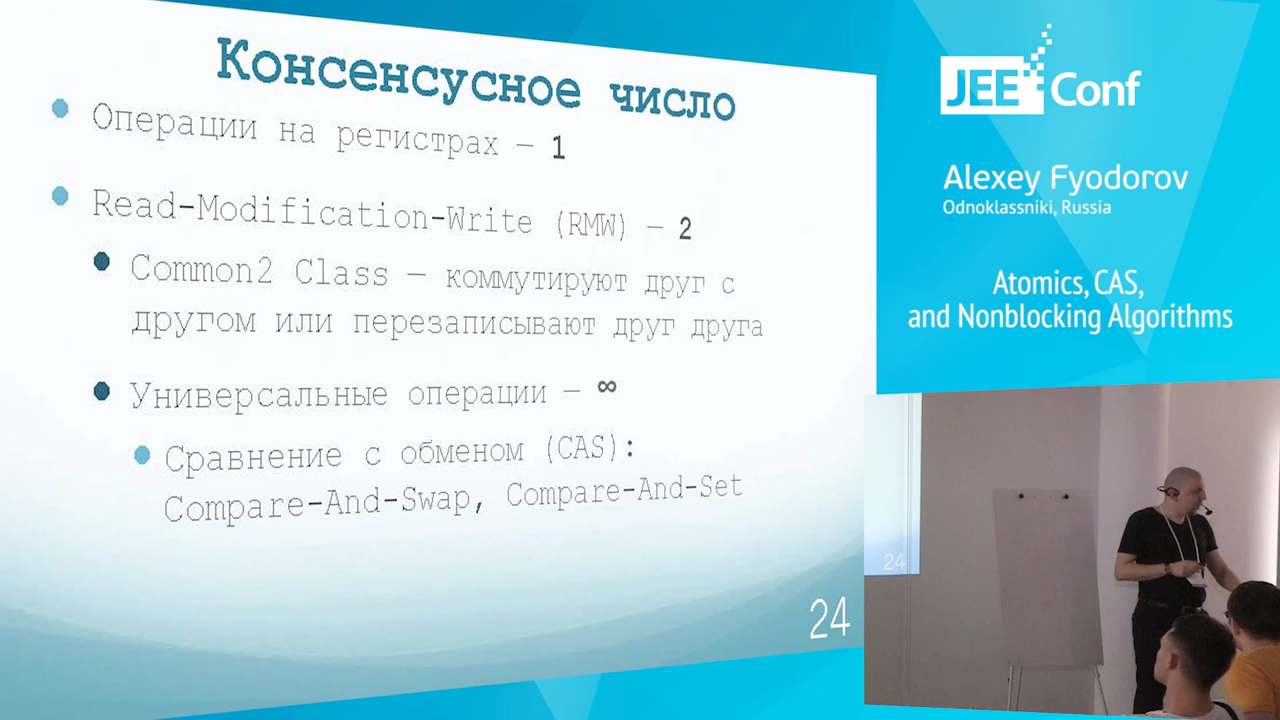 Консенсусное число
Операции на регистрах – 1
Read-Modification-Write (RMW) – 2
Common2 Class – коммутируют друг с
другом или перезаписывают друг друга
Универсальные операции – ∞
Сравнение с обменом (CAS):
Compare-And-Swap, Compare-And-Set
24
JEE Conf
Alexey Fyodorov
Odnoklassniki, Russia
Atomics, CAS,
and Nonblocking Algorithms
24